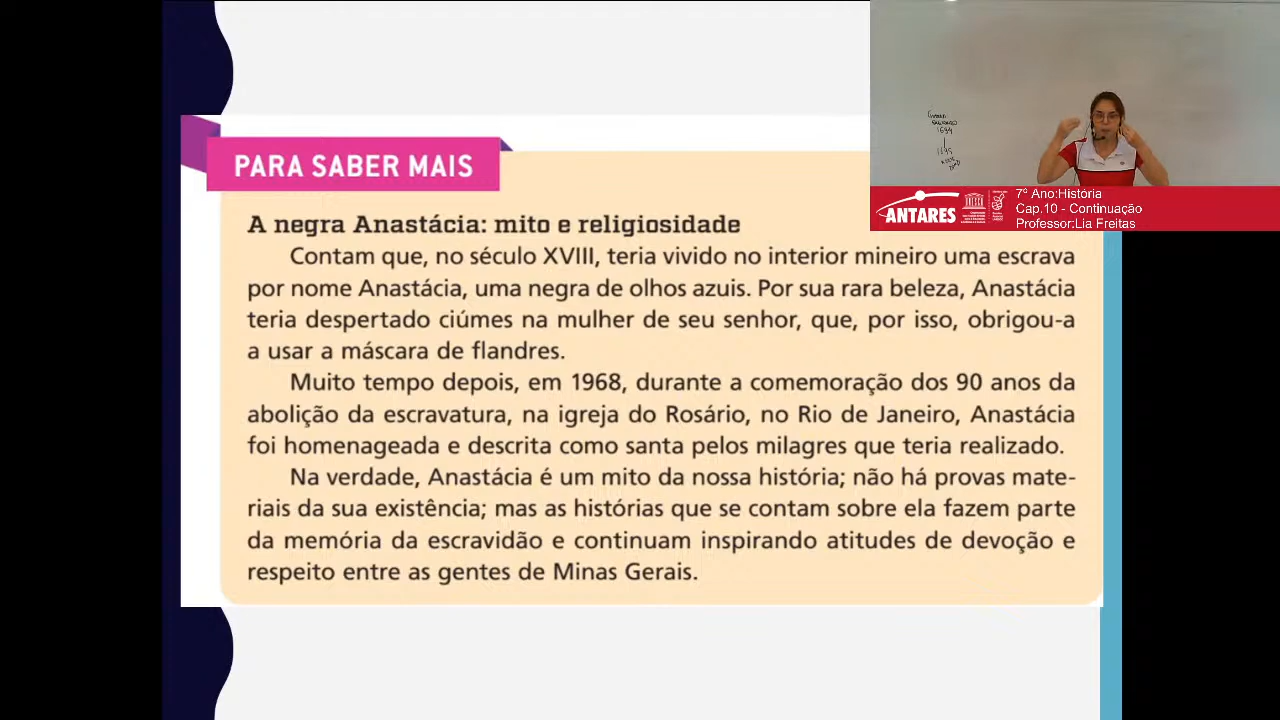 PARA SABER MAIS
A negra Anastácia: mito e religiosidade
Contam que, no século XVIII, teria vivido no interior mineiro uma escrava
por nome Anastácia, uma negra de olhos azuis. Por sua rara beleza, Anastácia
teria despertado ciúmes na mulher de seu senhor, que, por isso, obrigou-a
a usar a máscara de flandres.
Muito tempo depois, em 1968, durante a comemoração dos 90 anos da
abolição da escravatura, na igreja do Rosário, no Rio de Janeiro, Anastácia
foi homenageada e descrita como santa pelos milagres que teria realizado.
Na verdade, Anastácia é um mito da nossa história; não há provas mate-
riais da sua existência; mas as histórias que se contam sobre ela fazem parte
da memória da escravidão e continuam inspirando atitudes de devoção e
respeito entre as gentes de Minas Gerais.
1694
ANTARES
7º Ano:História
Cap.10 - Continuação
Professor:Lia Freitas